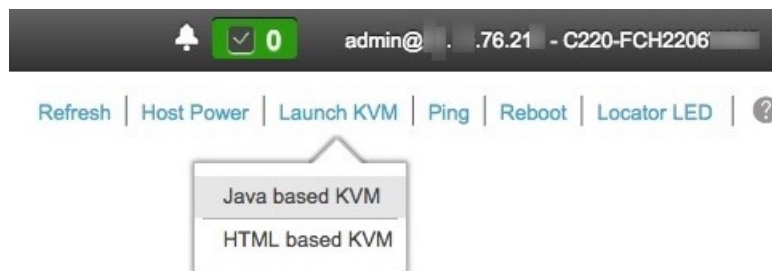 0 admin@ . .76.21 - C220-FCH2206
Refresh | Host Power | Launch KVM | Ping | Reboot | Locator LED | ?
Java based KVM
HTML based KVM